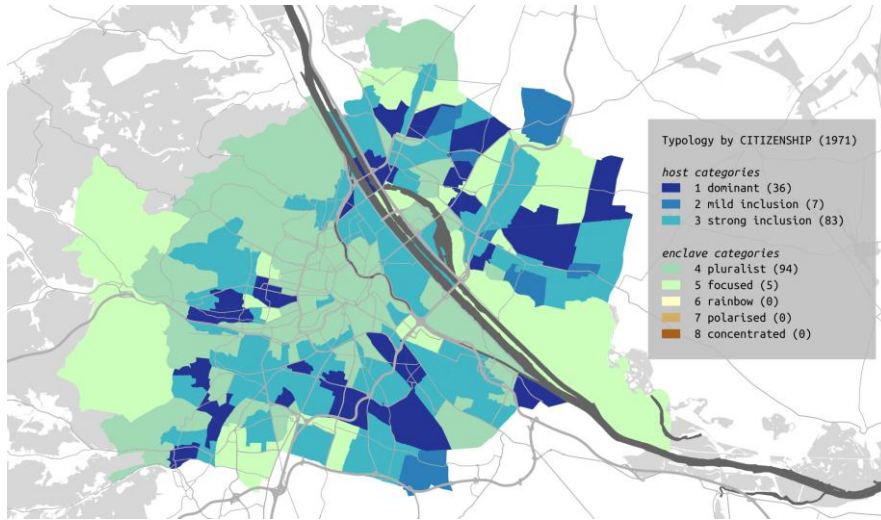 Typology by CITIZENSHIP (1971)
host categories
1 dominant (36)
2 mild inclusion (7)
3 strong inclusion (83)
enclave categories
4 pluralist (94)
5 focused (5)
6 rainbow (0)
7 polarised (0)
8 concentrated (0)